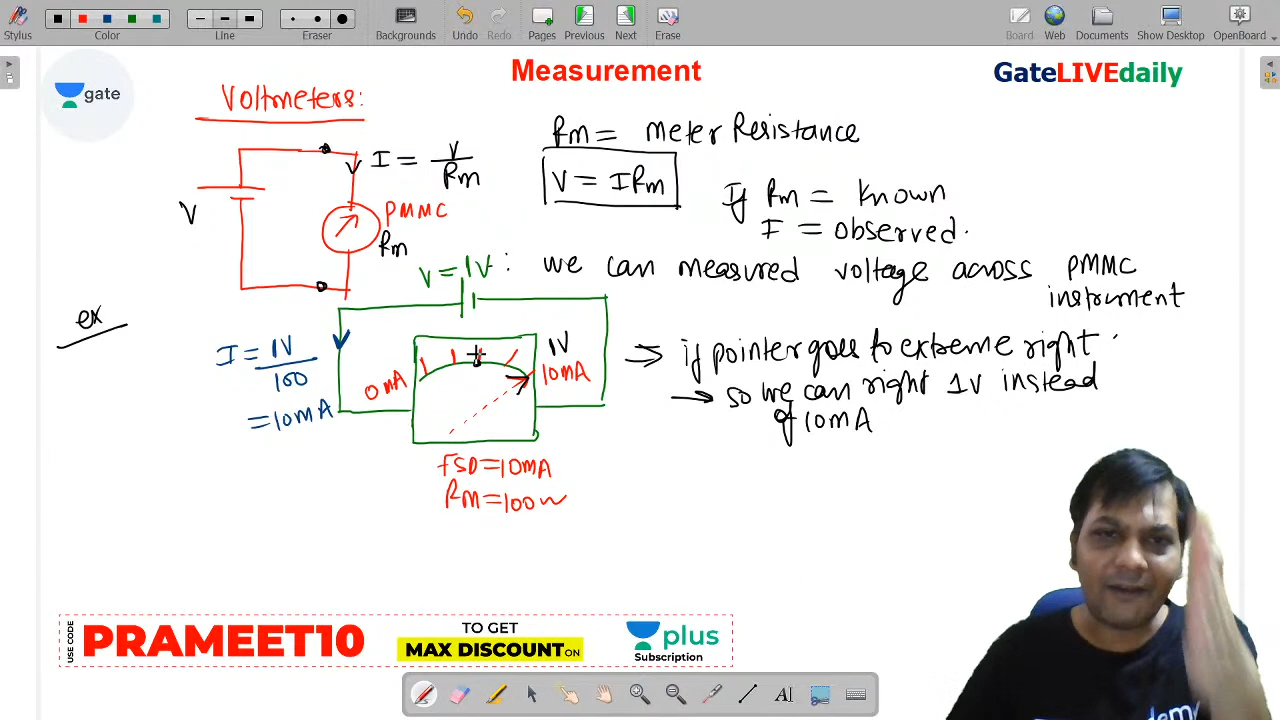 Stylus
Color
Line
Eraser
Backgrounds
Undo
Redo
Pages
Previous
Next
Erase
Board
Web
Documents
Show Desktop
OpenBoard
gate
Measurement
GateLIVEdaily
Voltmeters:
I = V/Rm
V
PMMC
Rm
Rm = meter Resistance
V = IRm
If Rm = known
I = observed.
V = 1V : we can measured voltage across PMMC
instrument
ex
I = 1V/100
= 10mA
0mA
1V
10mA
FSD = 10mA
Rm = 100
⇒ if pointer goes to extreme right
→ so we can right 1V instead
of 10mA
USE CODE
PRAMEET10
TO GET
MAX DISCOUNT ON
plus
Subscription